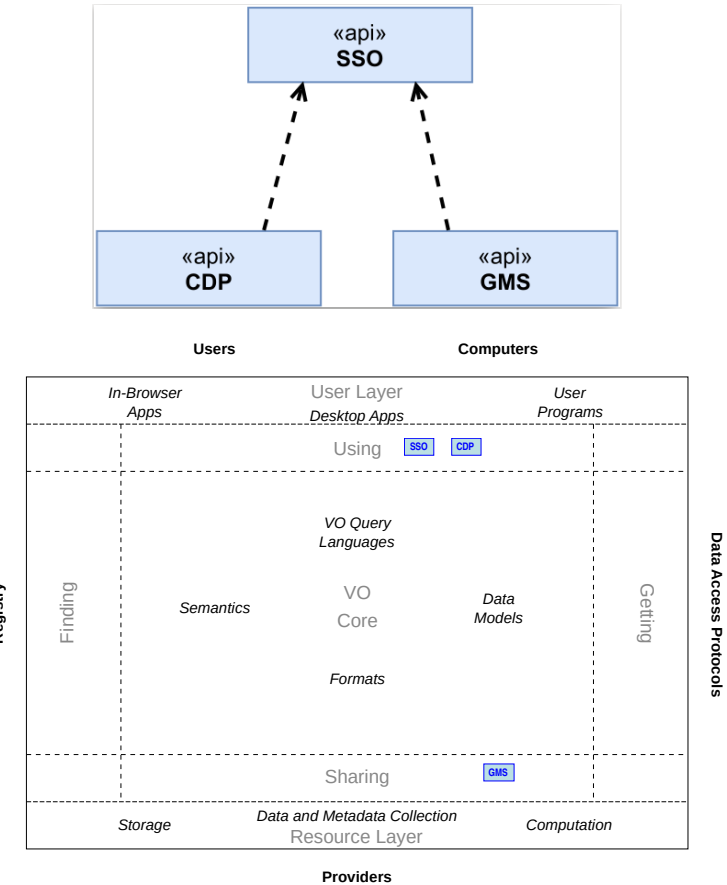 «api»
SSO
«api»
CDP
«api»
GMS
Users
Computers
In-Browser
Apps
User Layer
Desktop Apps
User
Programs
Using
SSO
CDP
VO Query
Languages
Finding
Semantics
VO
Core
Data
Models
Getting
Data Access Protocols
Formats
Sharing
GMS
Storage
Data and Metadata Collection
Computation
Resource Layer
Providers